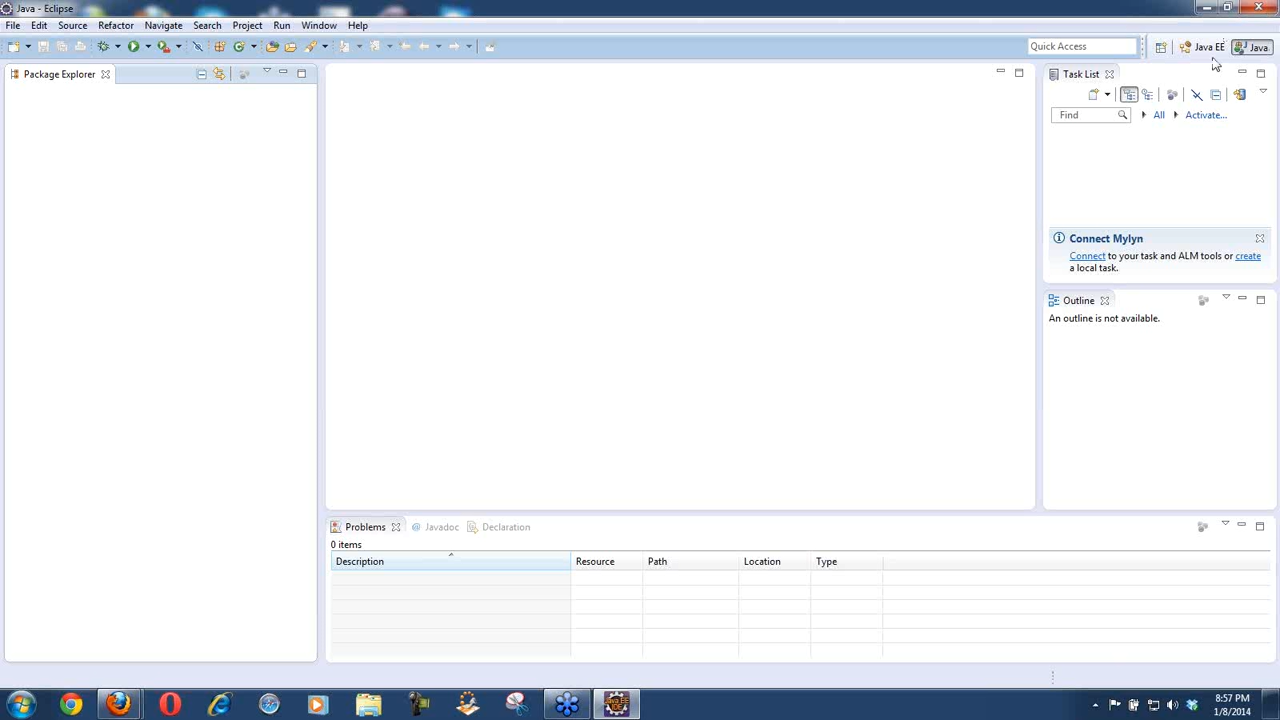 Java - Eclipse
File Edit Source Refactor Navigate Search Project Run Window Help
Quick Access
Java EE
Java
Package Explorer
Task List
Find
All
Activate...
Connect Mylyn
Connect to your task and ALM tools or create
a local task.
Outline
An outline is not available.
Problems
@ Javadoc
Declaration
0 items
Description Resource Path Location Type
Java EE
IDE
8:57 PM
1/8/2014